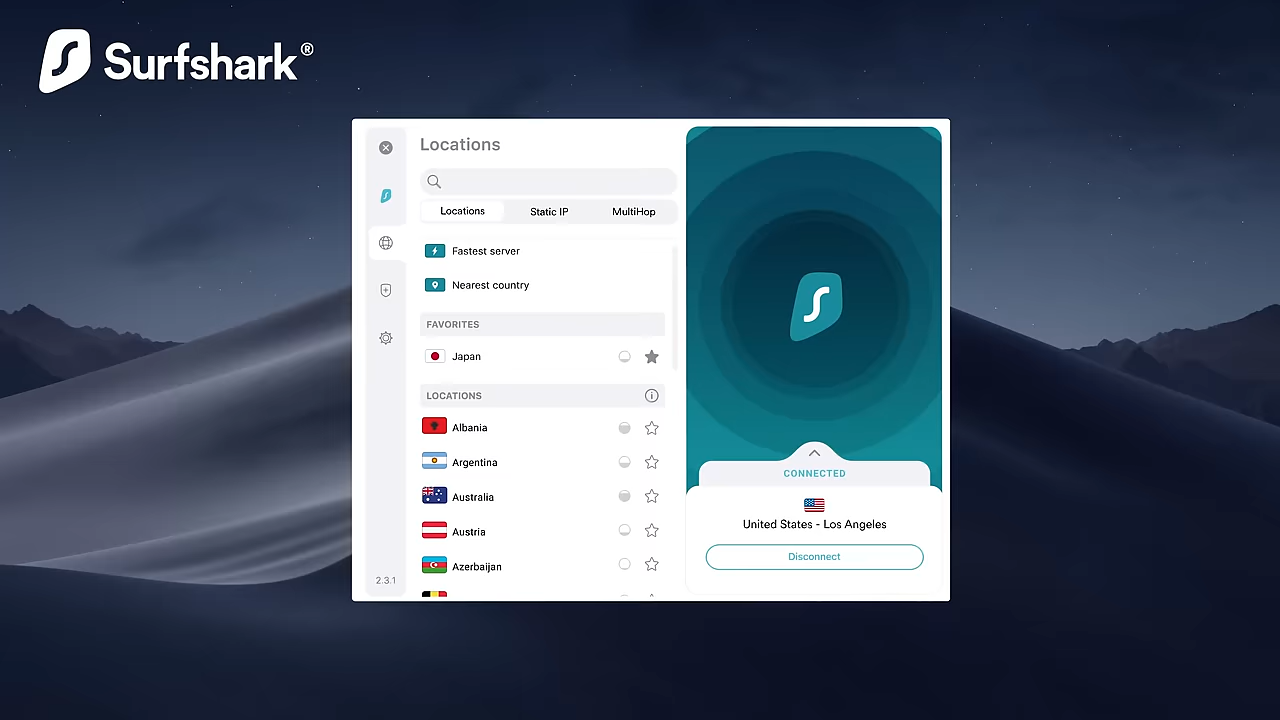 Surfshark®
Locations
Locations Static IP MultiHop
Fastest server
Nearest country
FAVORITES
Japan
LOCATIONS
Albania
Argentina
Australia
Austria
Azerbaijan
2.3.1
CONNECTED
United States - Los Angeles
Disconnect